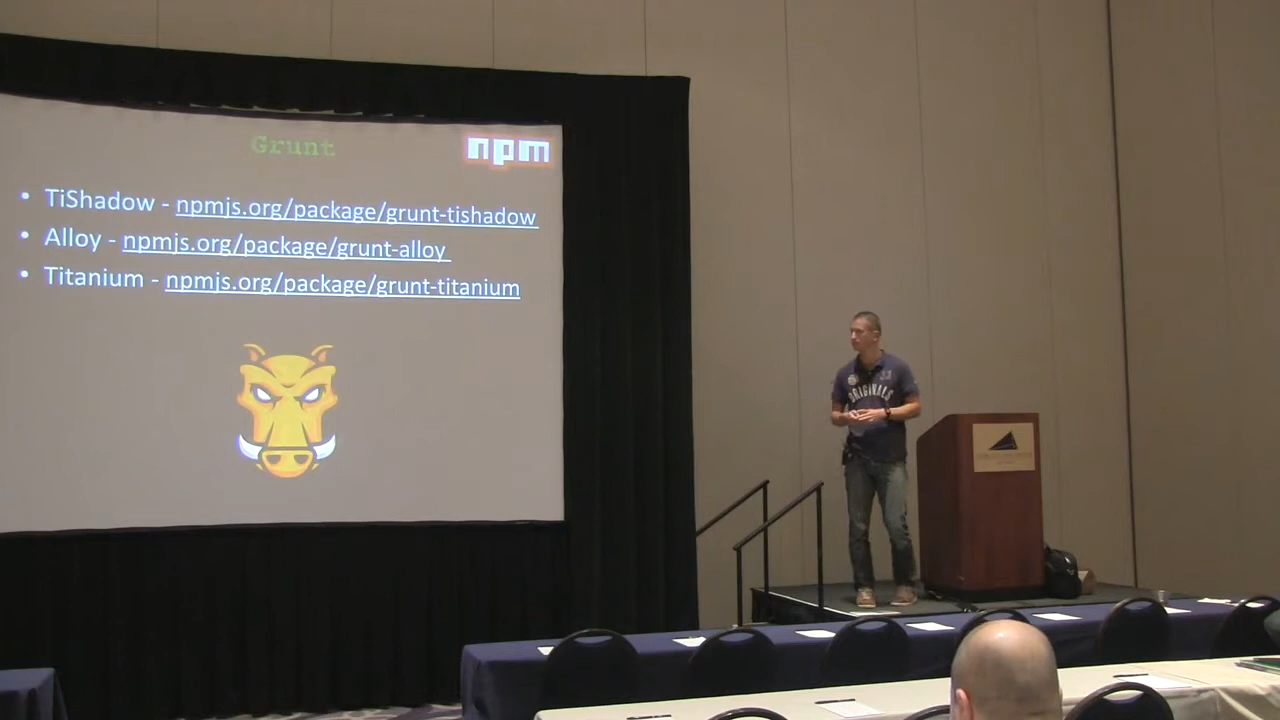 Grunt
npm
• TiShadow - npmjs.org/package/grunt-tishadow
• Alloy - npmjs.org/package/grunt-alloy
• Titanium - npmjs.org/package/grunt-titanium
ORIGINALS